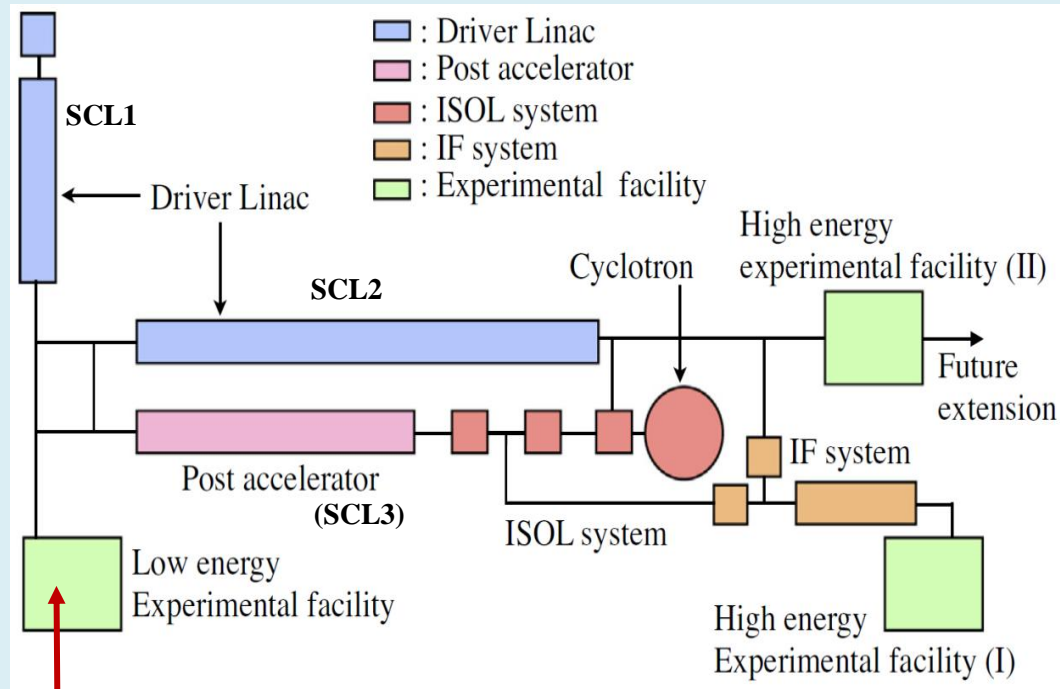 : Driver Linac
: Post accelerator
: ISOL system
: IF system
: Experimental facility
SCL1
Driver Linac
SCL2
Cyclotron
High energy
experimental facility (II)
Future
extension
Post accelerator
(SCL3)
IF system
ISOL system
Low energy
Experimental facility
High energy
Experimental facility (I)